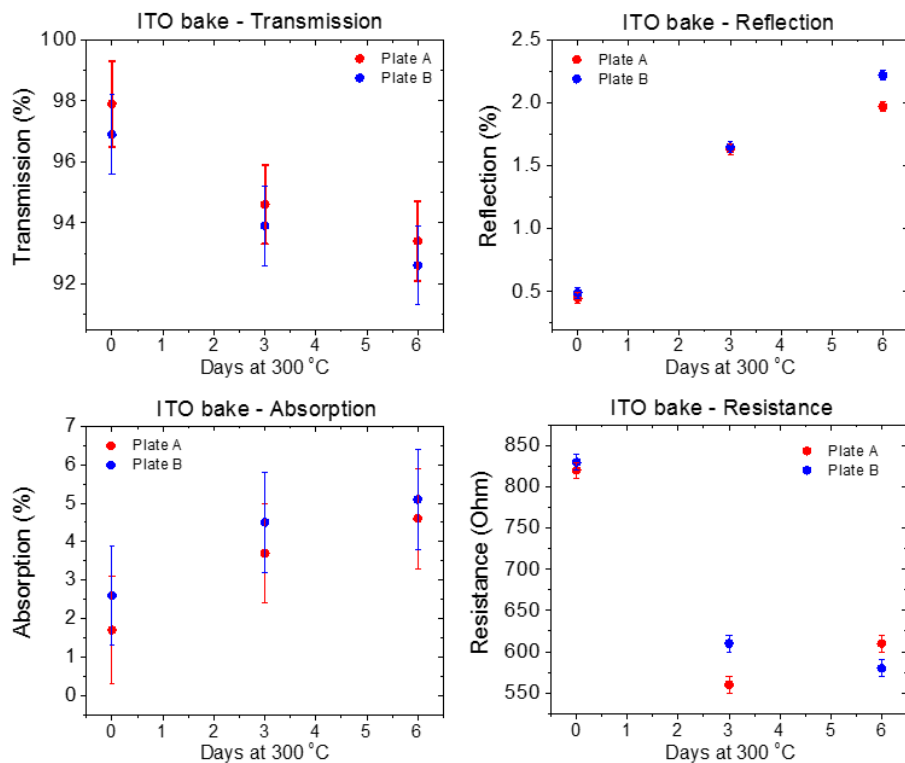 ITO bake - Transmission
Transmission (%)
100
98
96
94
92
Plate A
Plate B
0 1 2 3 4 5 6
Days at 300 °C
ITO bake - Reflection
Reflection (%)
2.5
2.0
1.5
1.0
0.5
Plate A
Plate B
0 1 2 3 4 5 6
Days at 300 °C
ITO bake - Absorption
Absorption (%)
7
6
5
4
3
2
1
0
Plate A
Plate B
0 1 2 3 4 5 6
Days at 300 °C
ITO bake - Resistance
Resistance (Ohm)
850
800
750
700
650
600
550
Plate A
Plate B
0 1 2 3 4 5 6
Days at 300 °C